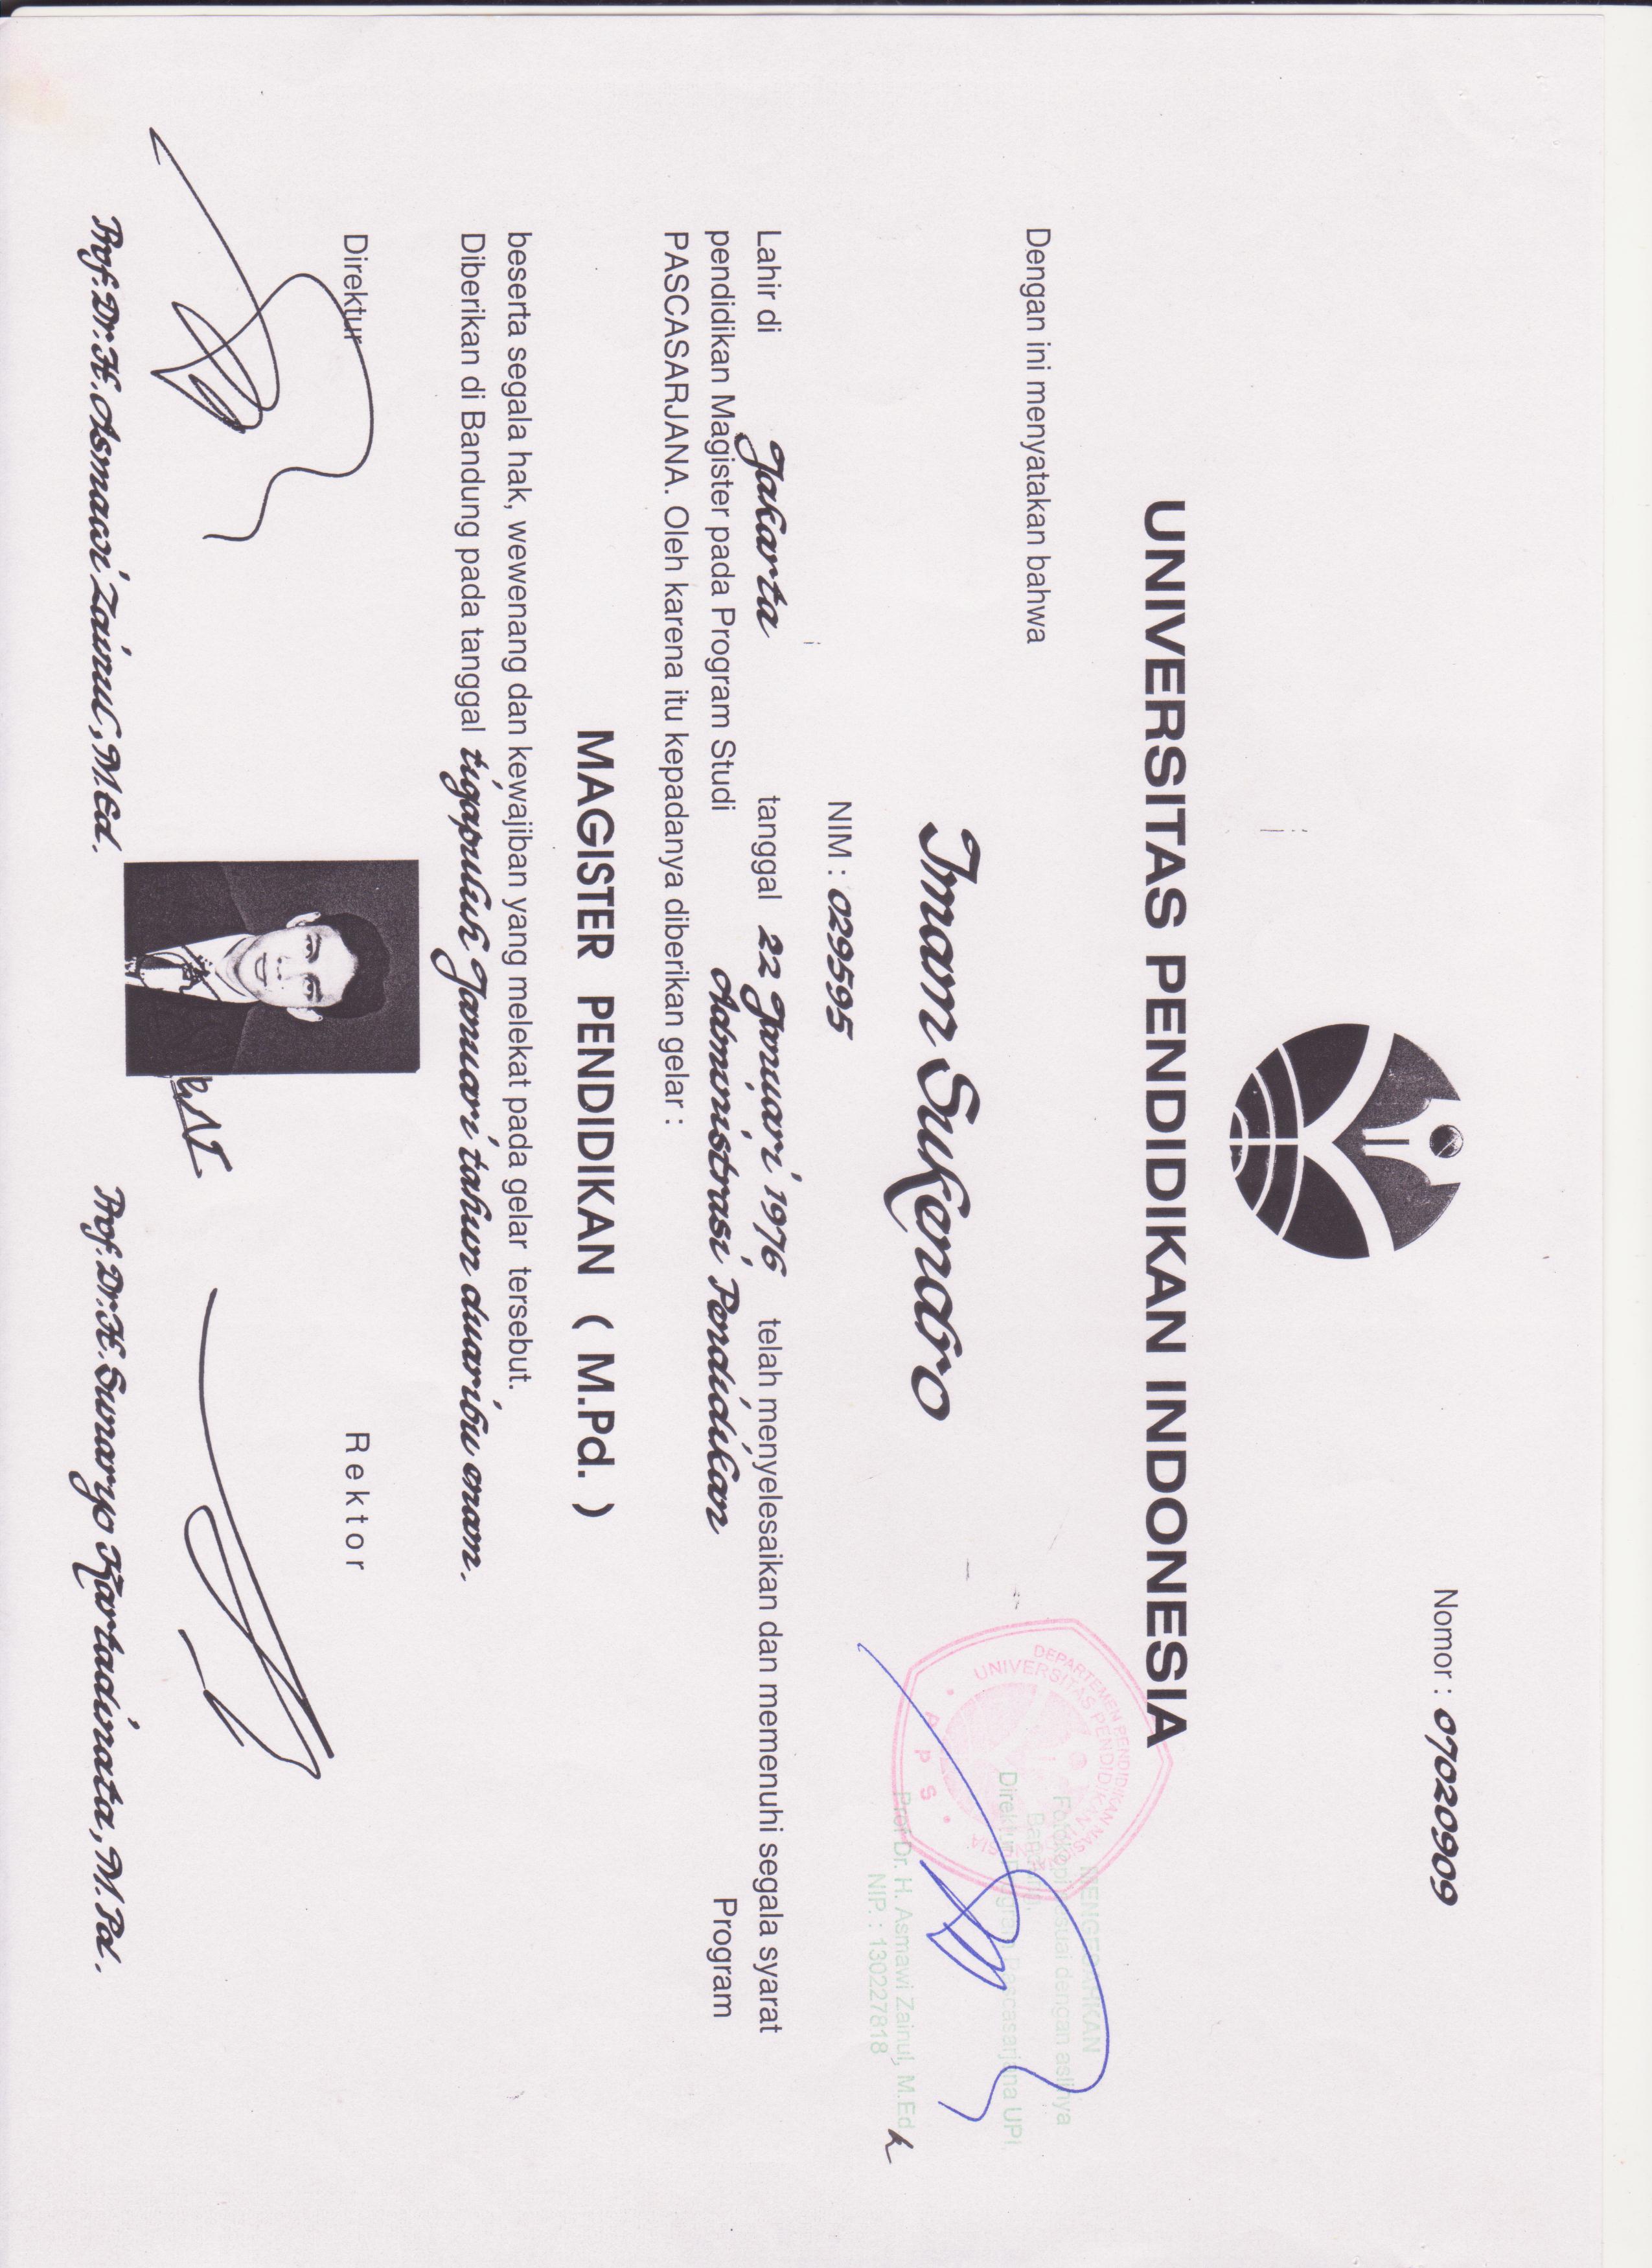 Nomor : 07020909
UNIVERSITAS PENDIDIKAN INDONESIA
Dengan ini menyatakan bahwa
Imam Sukendro
NIM : 029595
Lahir di Jakarta tanggal 22 Januari 1976 telah menyelesaikan dan memenuhi segala syarat
pendidikan Magister pada Program Studi Administrasi Pendidikan Program
PASCASARJANA. Oleh karena itu kepadanya diberikan gelar :
MAGISTER PENDIDIKAN ( M.Pd. )
beserta segala hak, wewenang dan kewajiban yang melekat pada gelar tersebut.
Diberikan di Bandung pada tanggal tigapuluh Januari tahun duaribu enam.
Direktur
Rektor
Prof.Dr.H.Asmawi Zainul,M.Ed.
Prof.Dr.H.Sunaryo Kartadinata,M.Pd.
DEPARTEMEN PENDIDIKAN NASIONAL
UNIVERSITAS PENDIDIKAN INDONESIA
P P S
MENGESAHKAN
Fotokopi sesuai dengan aslinya
Direktur Program Pascasarjana UPI,
Prof Dr. H. Asmawi Zainul, M.Ed
NIP. : 130227818